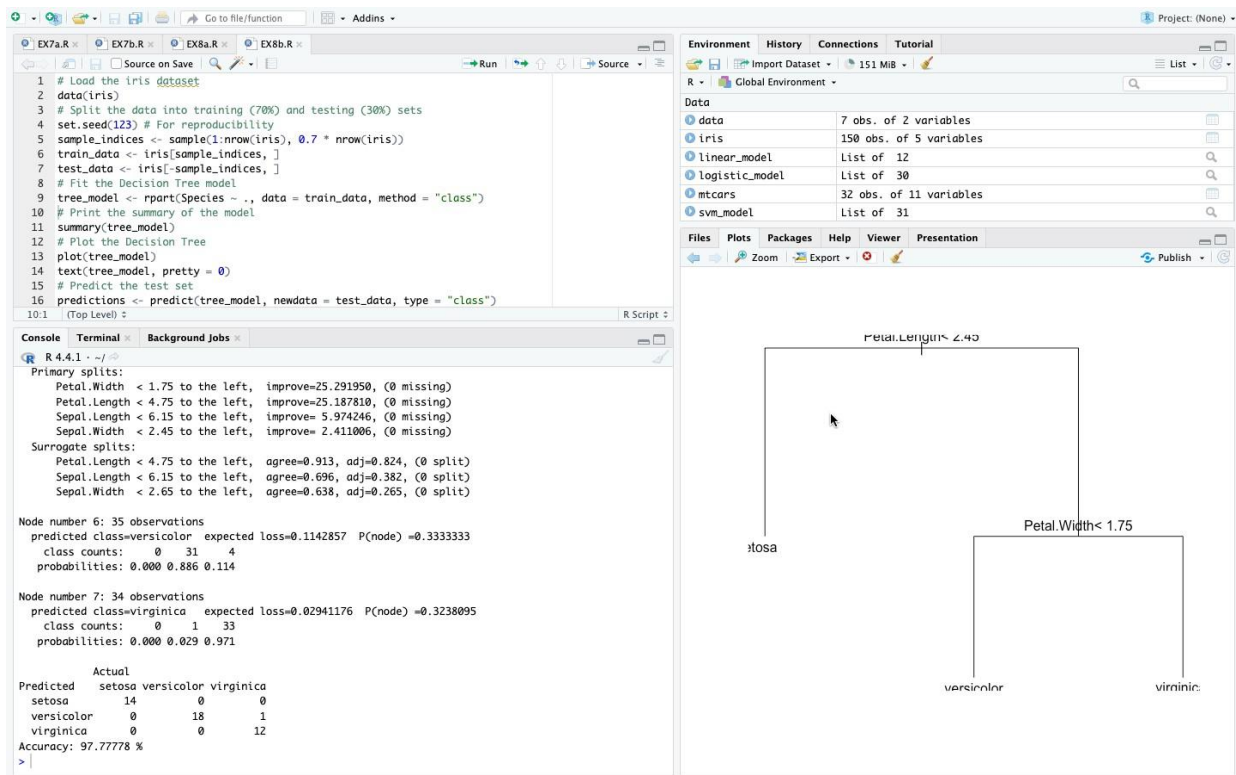 Go to file/function Addins Project: (None)
EX7a.R EX7b.R EX8a.R EX8b.R
Source on Save Run Source
1 # Load the iris dataset
2 data(iris)
3 # Split the data into training (70%) and testing (30%) sets
4 set.seed(123) # For reproducibility
5 sample_indices <- sample(1:nrow(iris), 0.7 * nrow(iris))
6 train_data <- iris[sample_indices, ]
7 test_data <- iris[-sample_indices, ]
8 # Fit the Decision Tree model
9 tree_model <- rpart(Species ~ ., data = train_data, method = "class")
10 # Print the summary of the model
11 summary(tree_model)
12 # Plot the Decision Tree
13 plot(tree_model)
14 text(tree_model, pretty = 0)
15 # Predict the test set
16 predictions <- predict(tree_model, newdata = test_data, type = "class")
10:1 (Top Level) R Script
Console Terminal Background Jobs
R 4.4.1 · ~/
Primary splits:
Petal.Width < 1.75 to the left, improve=25.291950, (0 missing)
Petal.Length < 4.75 to the left, improve=25.187810, (0 missing)
Sepal.Length < 6.15 to the left, improve= 5.974246, (0 missing)
Sepal.Width < 2.45 to the left, improve= 2.411006, (0 missing)
Surrogate splits:
Petal.Length < 4.75 to the left, agree=0.913, adj=0.824, (0 split)
Sepal.Length < 6.15 to the left, agree=0.696, adj=0.382, (0 split)
Sepal.Width < 2.65 to the left, agree=0.638, adj=0.265, (0 split)
Node number 6: 35 observations
predicted class=versicolor expected loss=0.1142857 P(node) =0.3333333
class counts: 0 31 4
probabilities: 0.000 0.886 0.114
Node number 7: 34 observations
predicted class=virginica expected loss=0.02941176 P(node) =0.3238095
class counts: 0 1 33
probabilities: 0.000 0.029 0.971
Actual
Predicted setosa versicolor virginica
setosa 14 0 0
versicolor 0 18 1
virginica 0 0 12
Accuracy: 97.77778 %
>
Environment History Connections Tutorial
Import Dataset 151 MiB List
R Global Environment
Data
data 7 obs. of 2 variables
iris 150 obs. of 5 variables
linear_model List of 12
logistic_model List of 30
mtcars 32 obs. of 11 variables
svm_model List of 31
Files Plots Packages Help Viewer Presentation
Zoom Export Publish
Petal.Length< 2.45
Petal.Width< 1.75
etosa
versicolor virginic